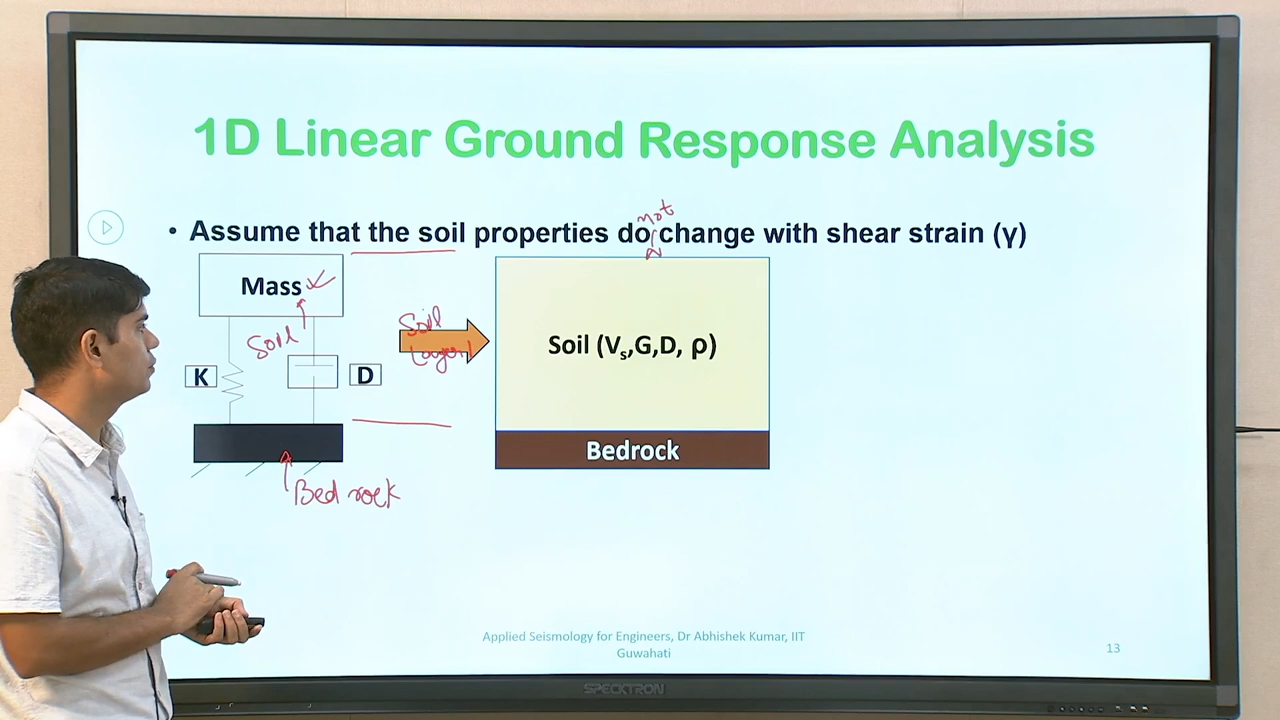 1D Linear Ground Response Analysis
not
• Assume that the soil properties do change with shear strain (γ)
Mass
Soil
K
D
Soil
Layer
Soil (Vs,G,D, ρ)
Bedrock
Bed rock
Applied Seismology for Engineers, Dr Abhishek Kumar, IIT
Guwahati
13
SPECKTRON